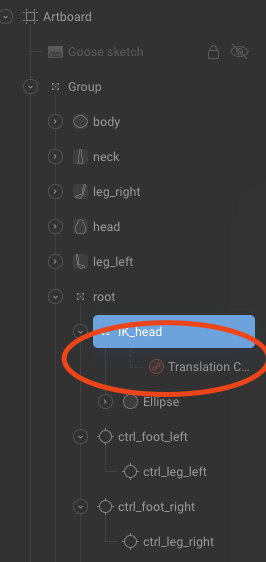 Artboard
Goose sketch
Group
body
neck
leg_right
head
leg_left
root
IK_head
Translation C...
Ellipse
ctrl_foot_left
ctrl_leg_left
ctrl_foot_right
ctrl_leg_right